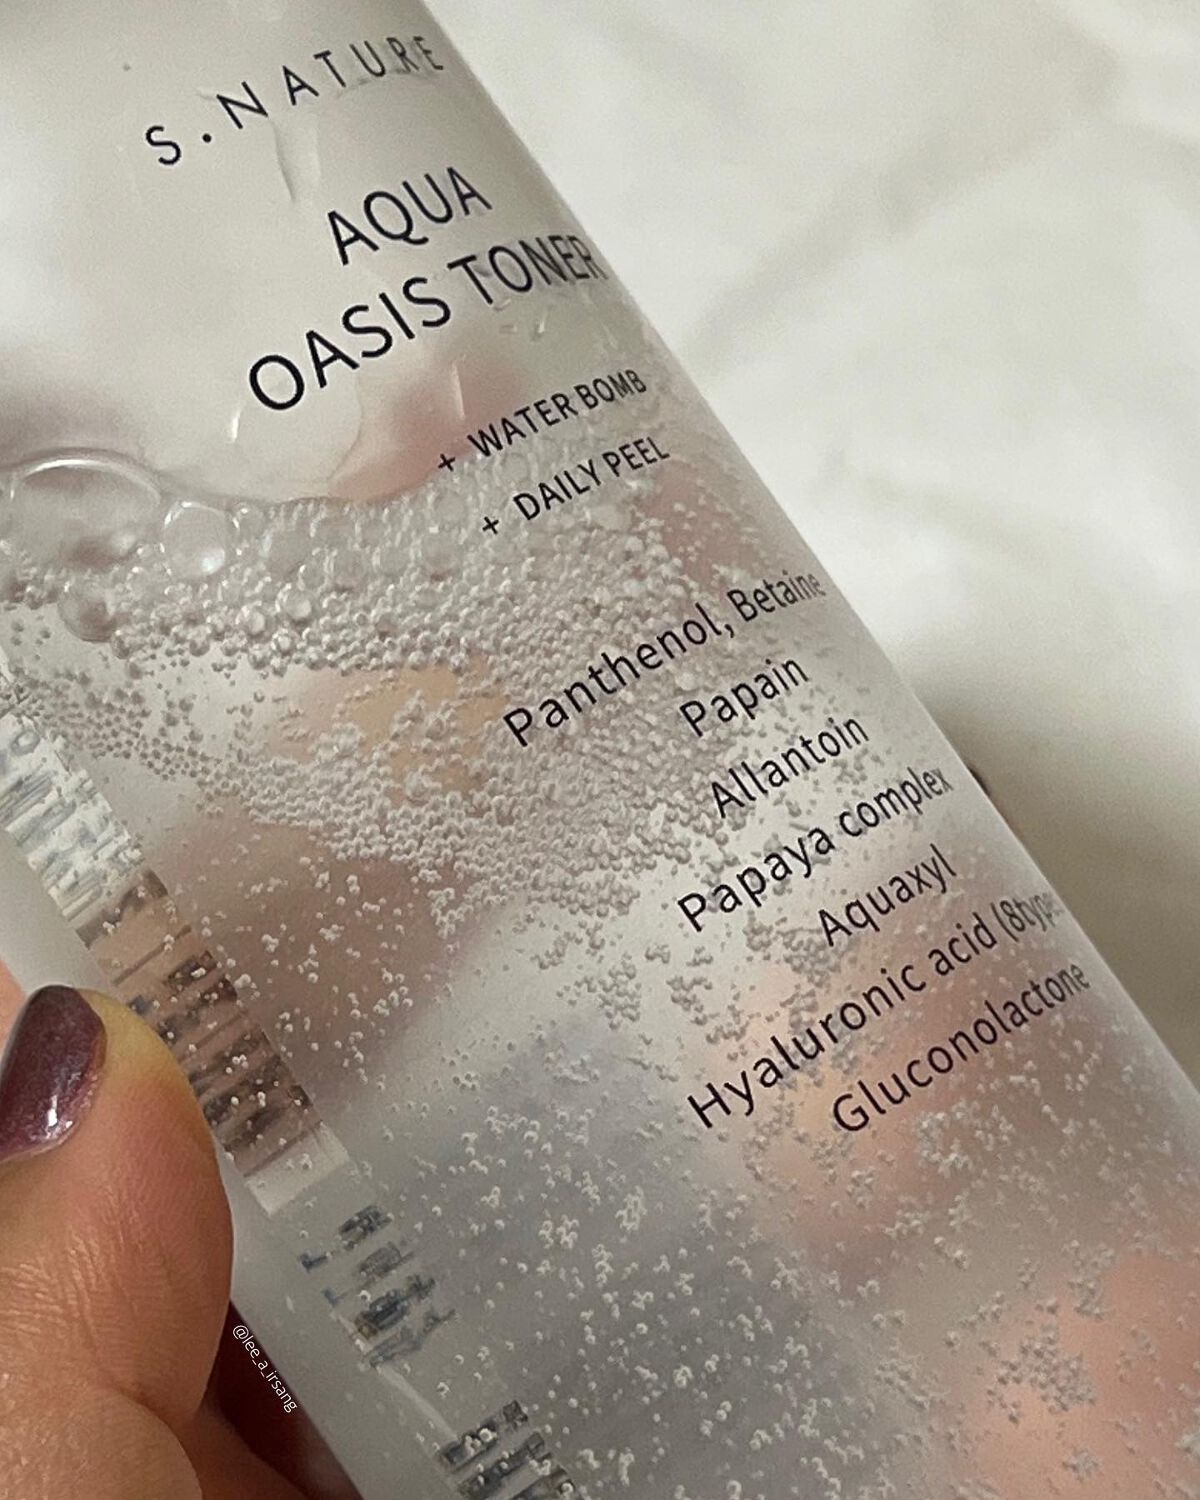 S.NATURE
AQUA
OASIS TONER
+ WATER BOMB
+ DAILY PEEL
Panthenol, Betaine
Papain
Allantoin
Papaya complex
Aquaxyl
Hyaluronic acid (8type
Gluconolactone
@lee_a_irsang